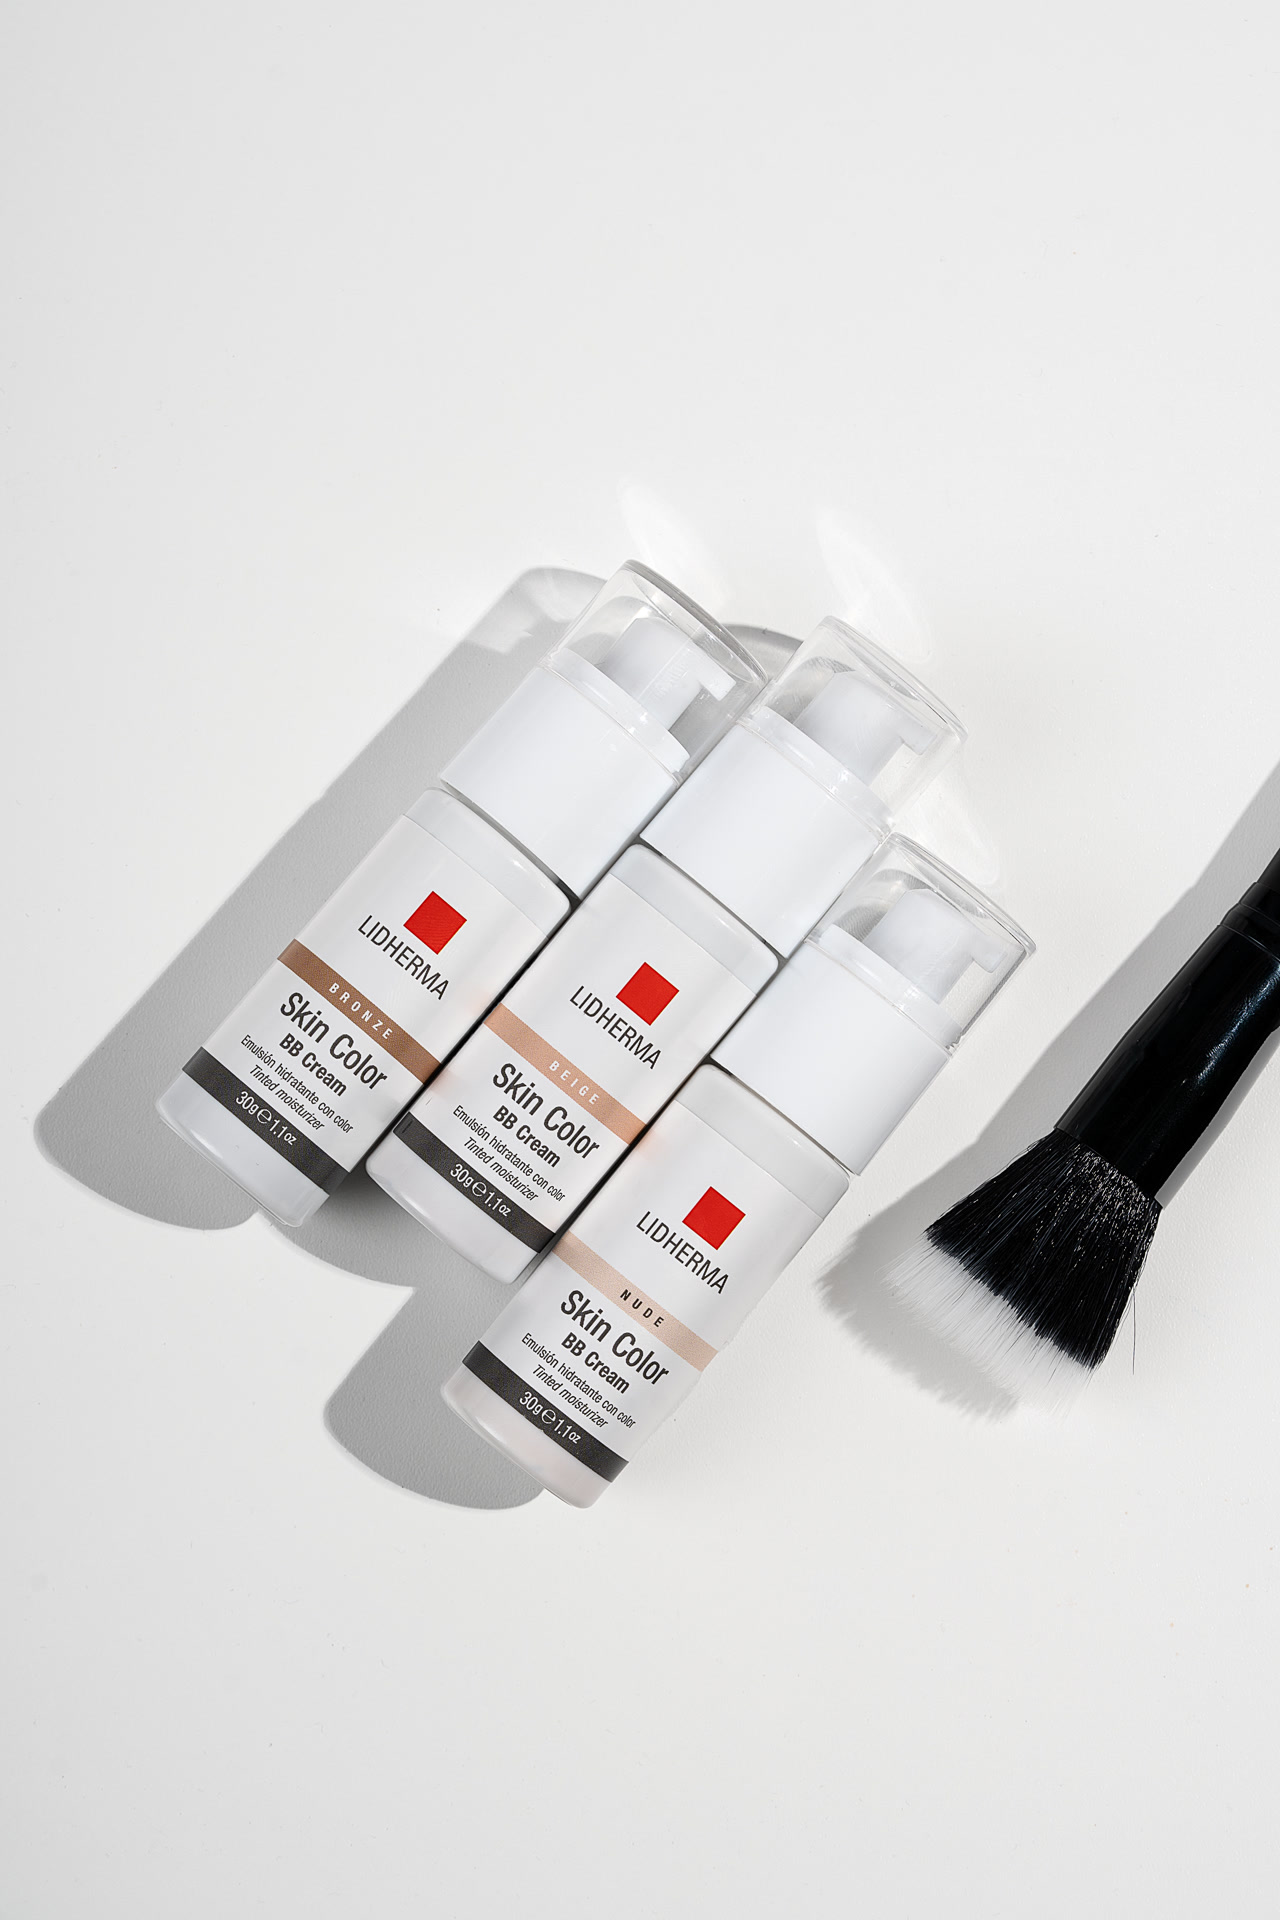 LIDHERMA
BRONZE
Skin Color
BB Cream
Emulsión hidratante con color
Tinted moisturizer
30g ℮ 1.1oz
LIDHERMA
BEIGE
Skin Color
BB Cream
Emulsión hidratante con color
Tinted moisturizer
30g ℮ 1.1oz
LIDHERMA
NUDE
Skin Color
BB Cream
Emulsión hidratante con color
Tinted moisturizer
30g ℮ 1.1oz